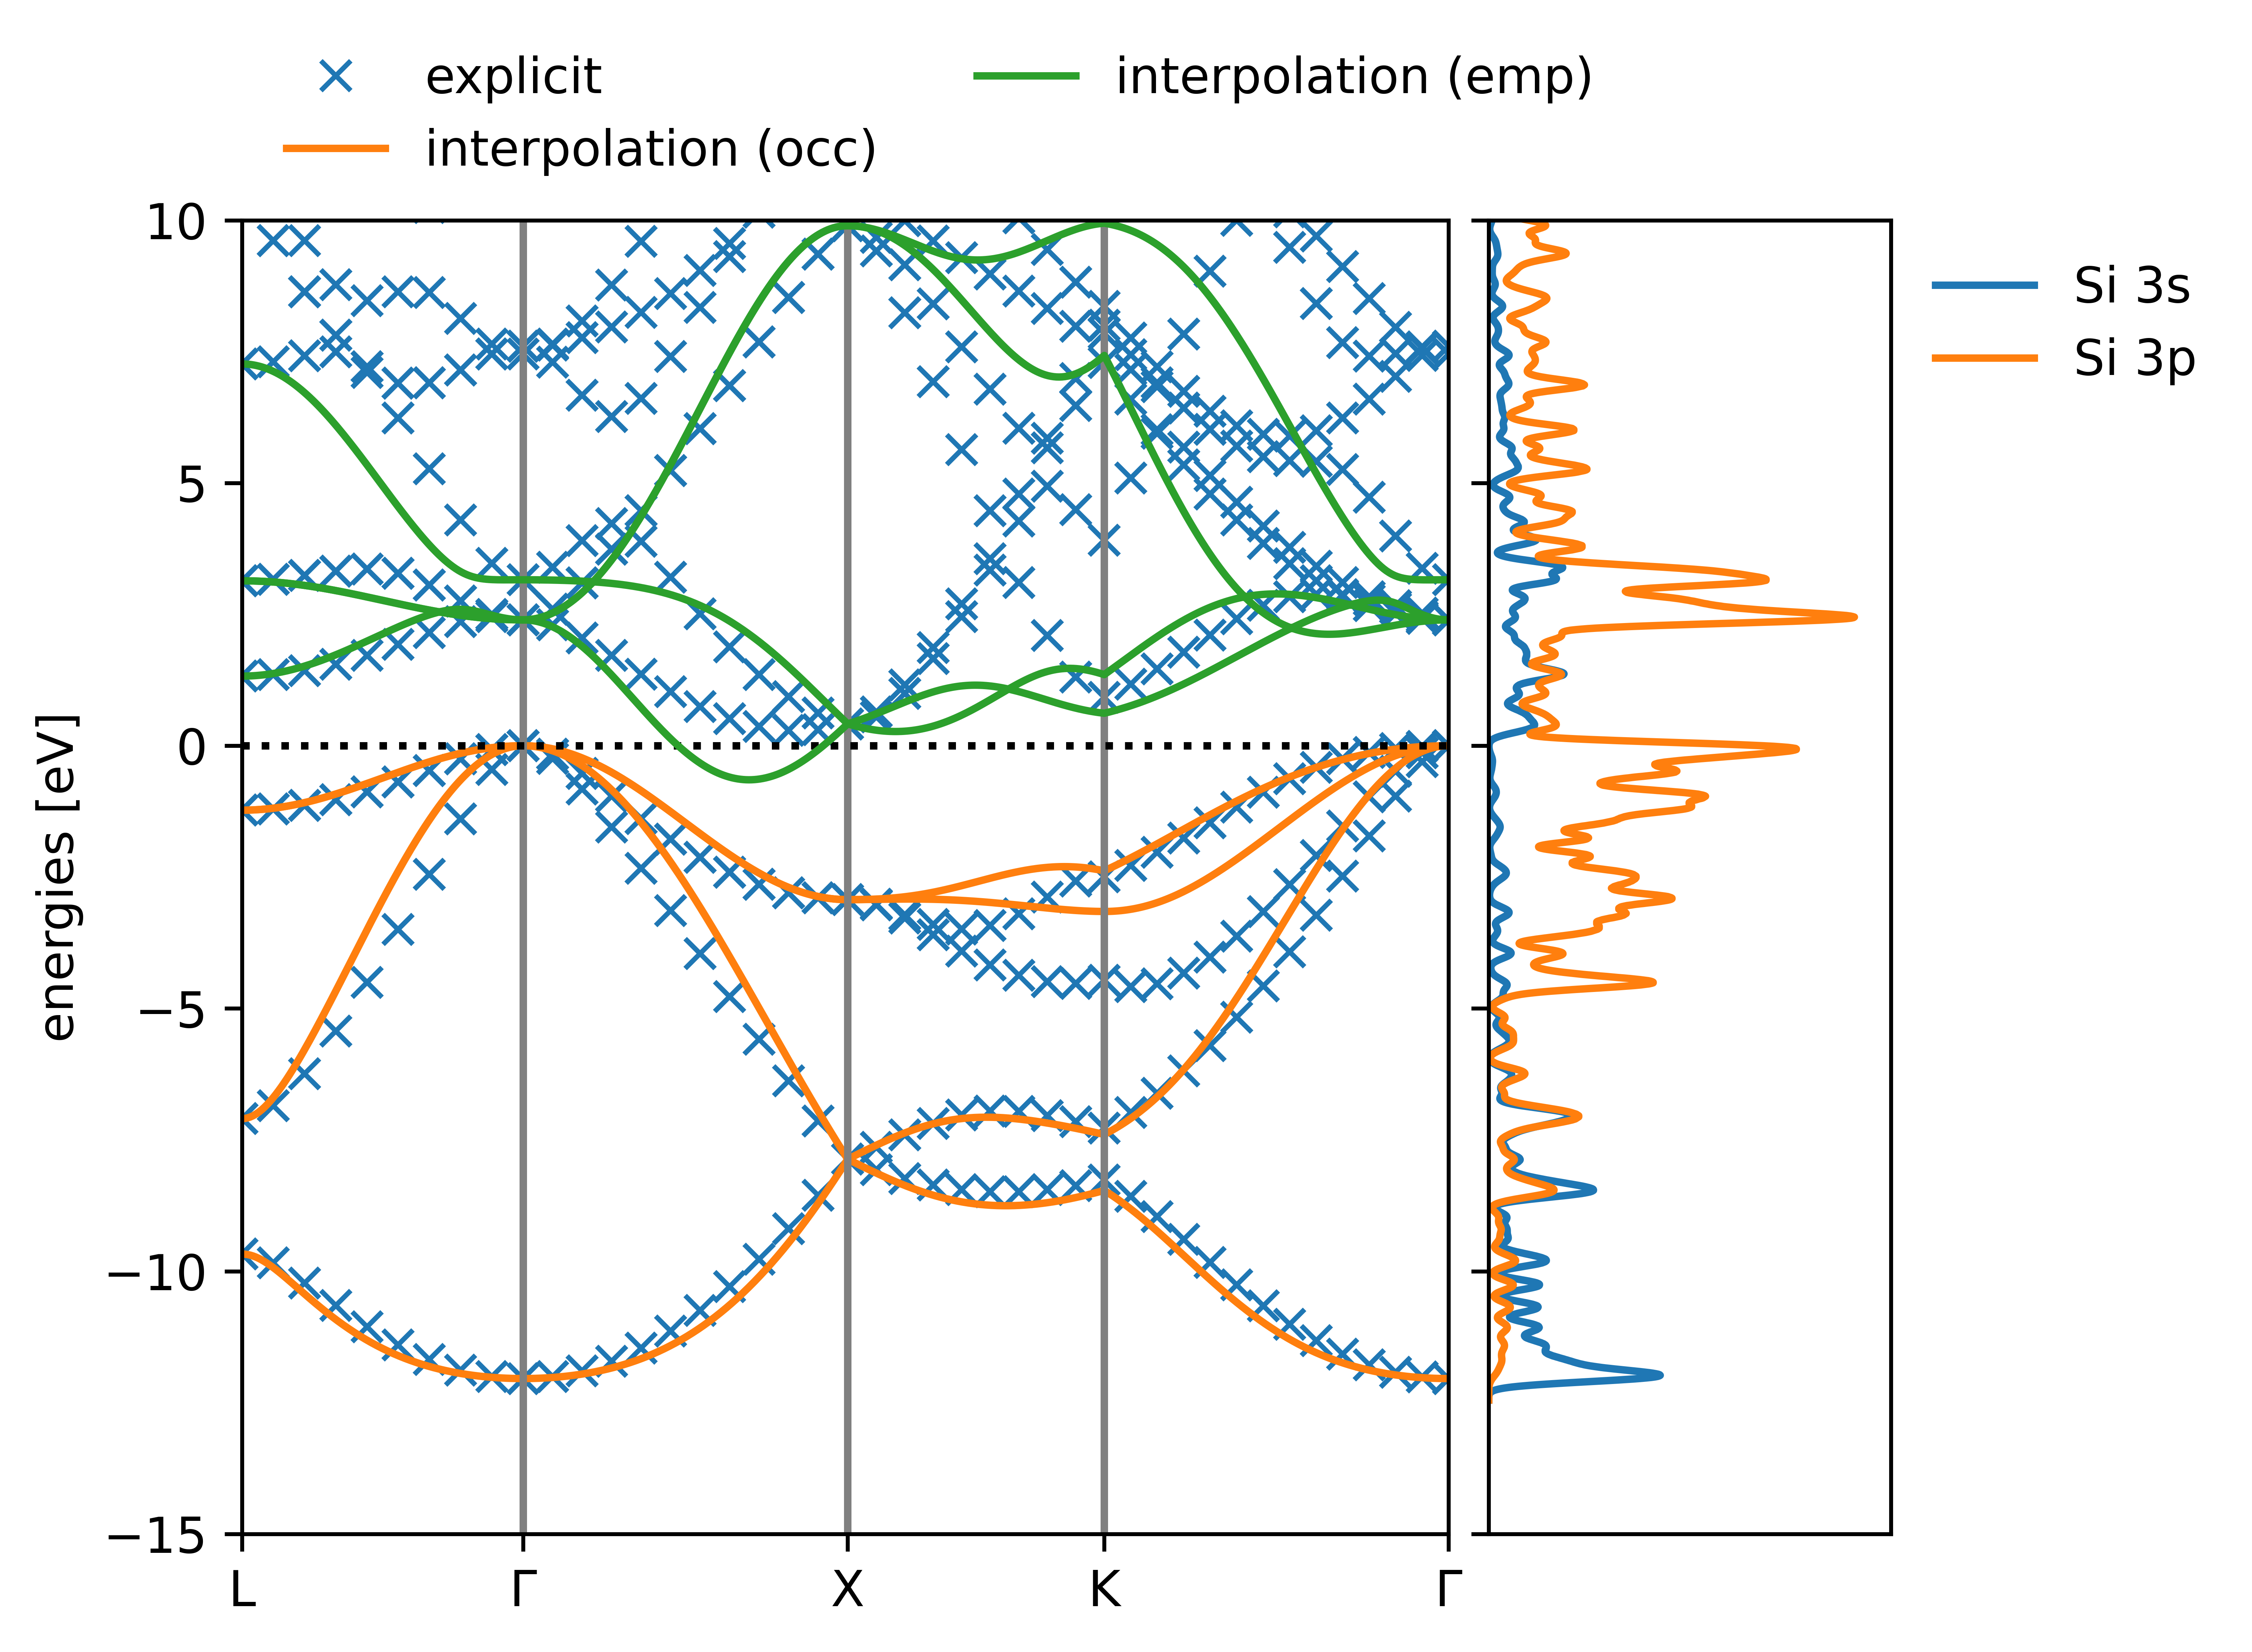 explicit
interpolation (occ)
interpolation (emp)
energies [eV]
10
5
0
−5
−10
−15
L
Γ
X
K
Γ
Si 3s
Si 3p